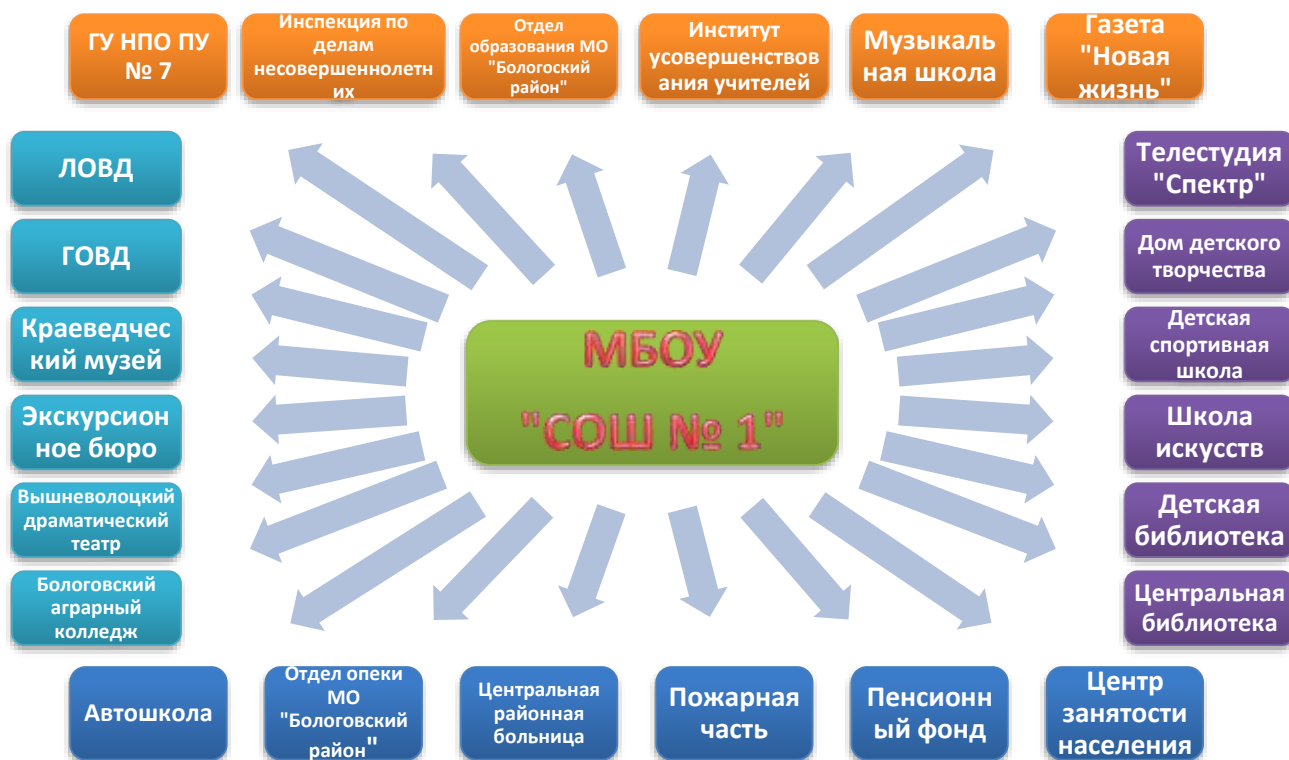 ГУ НПО ПУ
№ 7
Инспекция по
делам
несовершеннолетн
их
Отдел
образования МО
"Бологоский
район"
Институт
усовершенствов
ания учителей
Музыкаль
ная школа
Газета
"Новая
жизнь"
ЛОВД
ГОВД
Краеведчес
кий музей
Экскурсион
ное бюро
Вышневолоцкий
драматический
театр
Бологовский
аграрный
колледж
МБОУ
"СОШ № 1"
Телестудия
"Спектр"
Дом детского
творчества
Детская
спортивная
школа
Школа
искусств
Детская
библиотека
Центральная
библиотека
Автошкола
Отдел опеки
МО
"Бологовский
район"
Центральная
районная
больница
Пожарная
часть
Пенсионн
ый фонд
Центр
занятости
населения